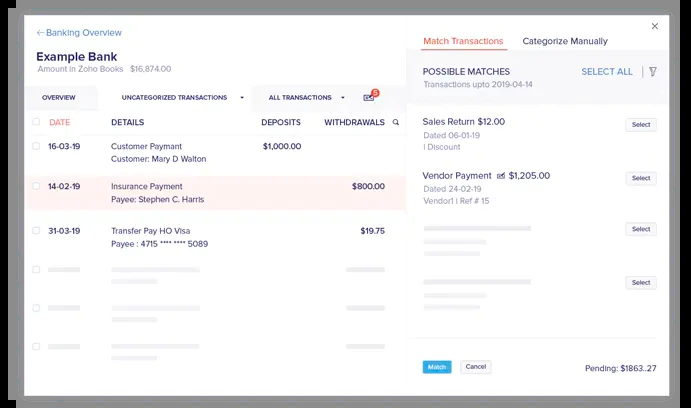 ←Banking Overview
Example Bank
Amount in Zoho Books $16,874.00
OVERVIEW UNCATEGORIZED TRANSACTIONS ALL TRANSACTIONS 5
DATE DETAILS DEPOSITS WITHDRAWALS
16-03-19 Customer Paymant $1,000.00
Customer: Mary D Walton
14-02-19 Insurance Payment $800.00
Payee: Stephen C. Harris
31-03-19 Transfer Pay HO Visa $19.75
Payee : 4715 **** **** 5089
Match Transactions Categorize Manually
POSSIBLE MATCHES SELECT ALL
Transactions upto 2019-04-14
Sales Return $12.00 Select
Dated 06-01-19
| Discount
Vendor Payment $1,205.00 Select
Dated 24-02-19
Vendor1 | Ref # 15
Select
Select
Match Cancel Pending: $1863..27